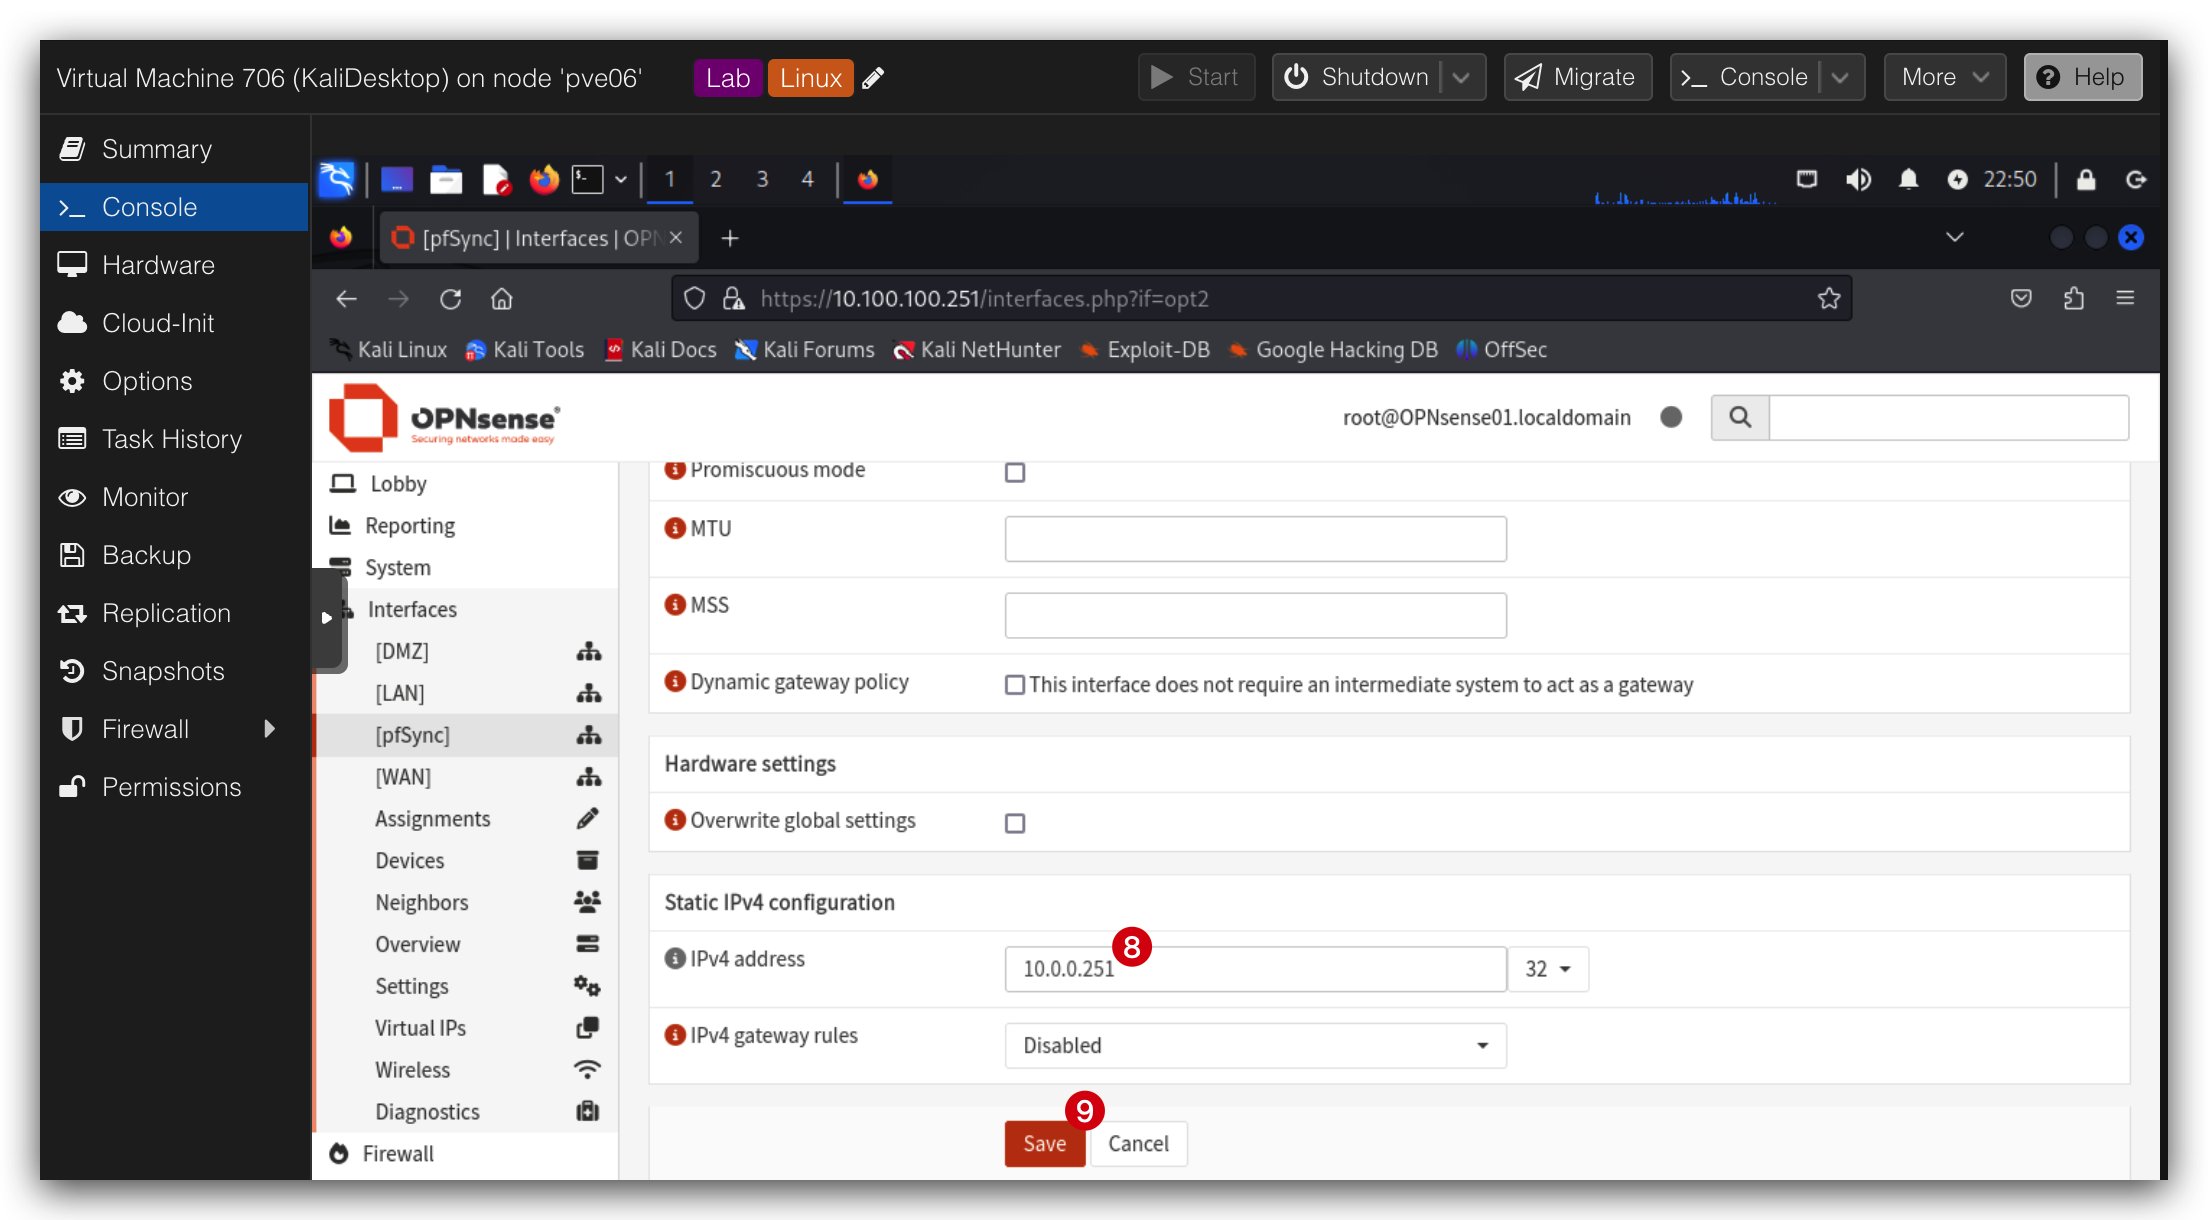 Virtual Machine 706 (KaliDesktop) on node 'pve06' Lab Linux Start Shutdown Migrate >_ Console More Help
Summary
>_ Console
Hardware
Cloud-Init
Options
Task History
Monitor
Backup
Replication
Snapshots
Firewall
Permissions
1 2 3 4 22:50
[pfSync] | Interfaces | OPN × +
https://10.100.100.251/interfaces.php?if=opt2
Kali Linux Kali Tools Kali Docs Kali Forums Kali NetHunter Exploit-DB Google Hacking DB OffSec
OPNsense®
Securing networks made easy
root@OPNsense01.localdomain
Lobby
Reporting
System
Interfaces
[DMZ]
[LAN]
[pfSync]
[WAN]
Assignments
Devices
Neighbors
Overview
Settings
Virtual IPs
Wireless
Diagnostics
Firewall
Promiscuous mode
MTU
MSS
Dynamic gateway policy This interface does not require an intermediate system to act as a gateway
Hardware settings
Overwrite global settings
Static IPv4 configuration
8
IPv4 address 10.0.0.251 32
IPv4 gateway rules Disabled
9
Save Cancel